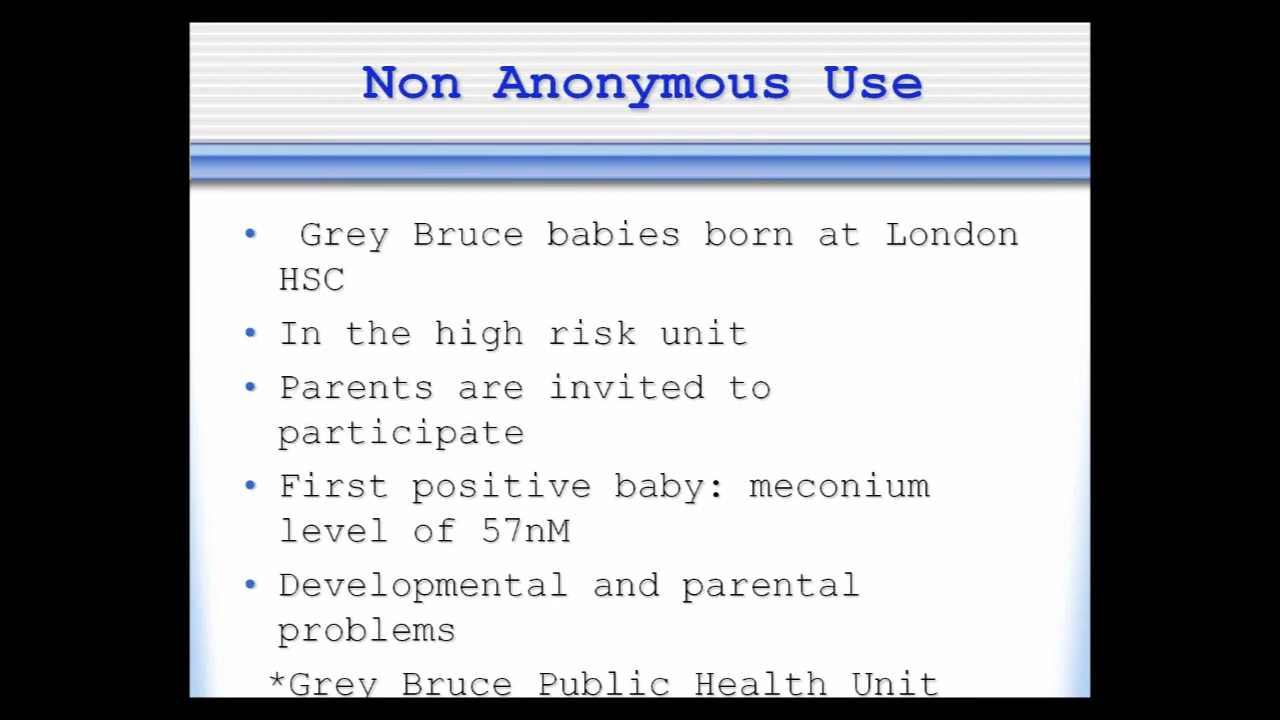 Non Anonymous Use
• Grey Bruce babies born at London
HSC
• In the high risk unit
• Parents are invited to
participate
• First positive baby: meconium
level of 57nM
• Developmental and parental
problems
*Grey Bruce Public Health Unit